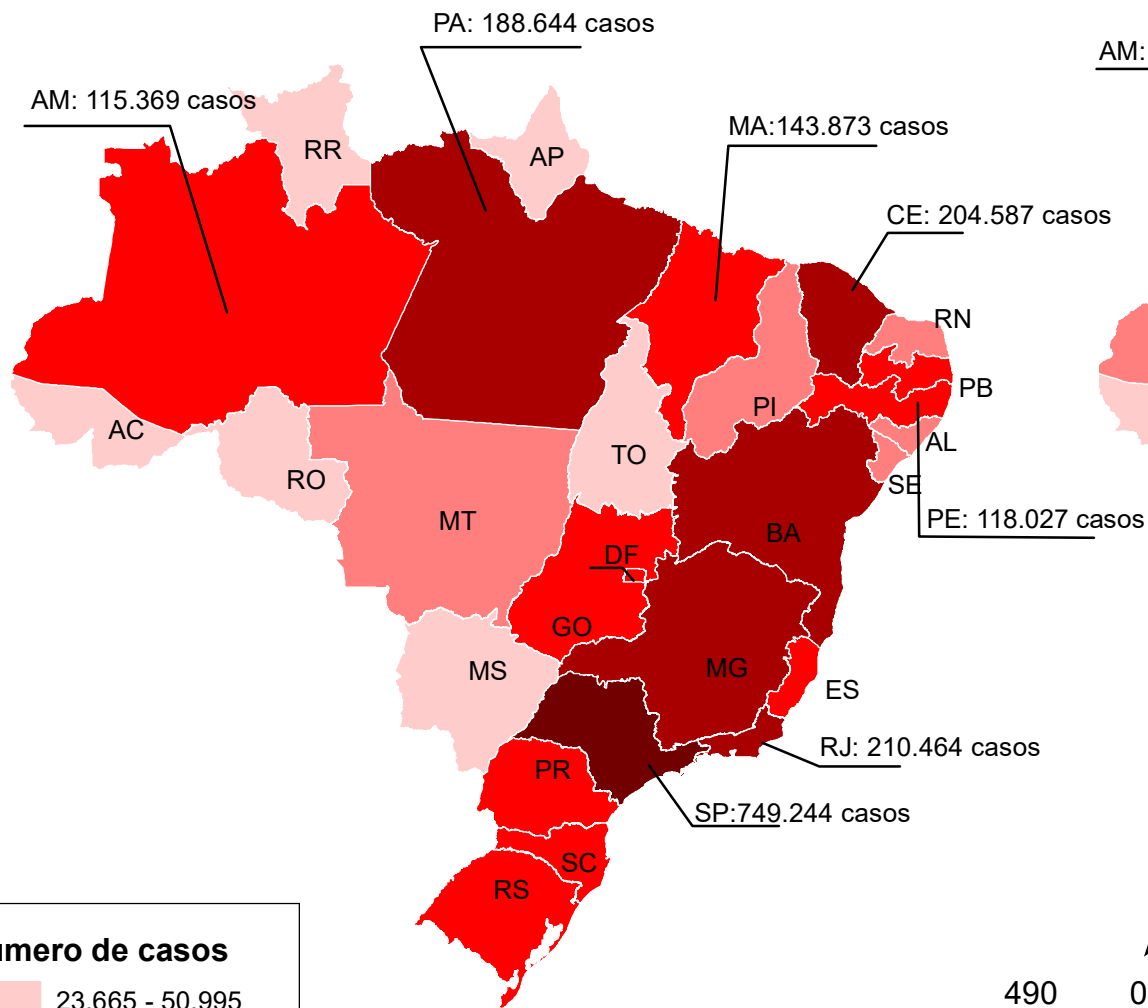 PA: 188.644 casos
AM:
AM: 115.369 casos
MA:143.873 casos
RR
AP
CE: 204.587 casos
RN
PB
PI
AC
AL
TO
RO
SE
MT
PE: 118.027 casos
BA
DF
GO
MS
MG
ES
RJ: 210.464 casos
PR
SP:749.244 casos
SC
RS
úmero de casos
23.665 - 50.995
490
0